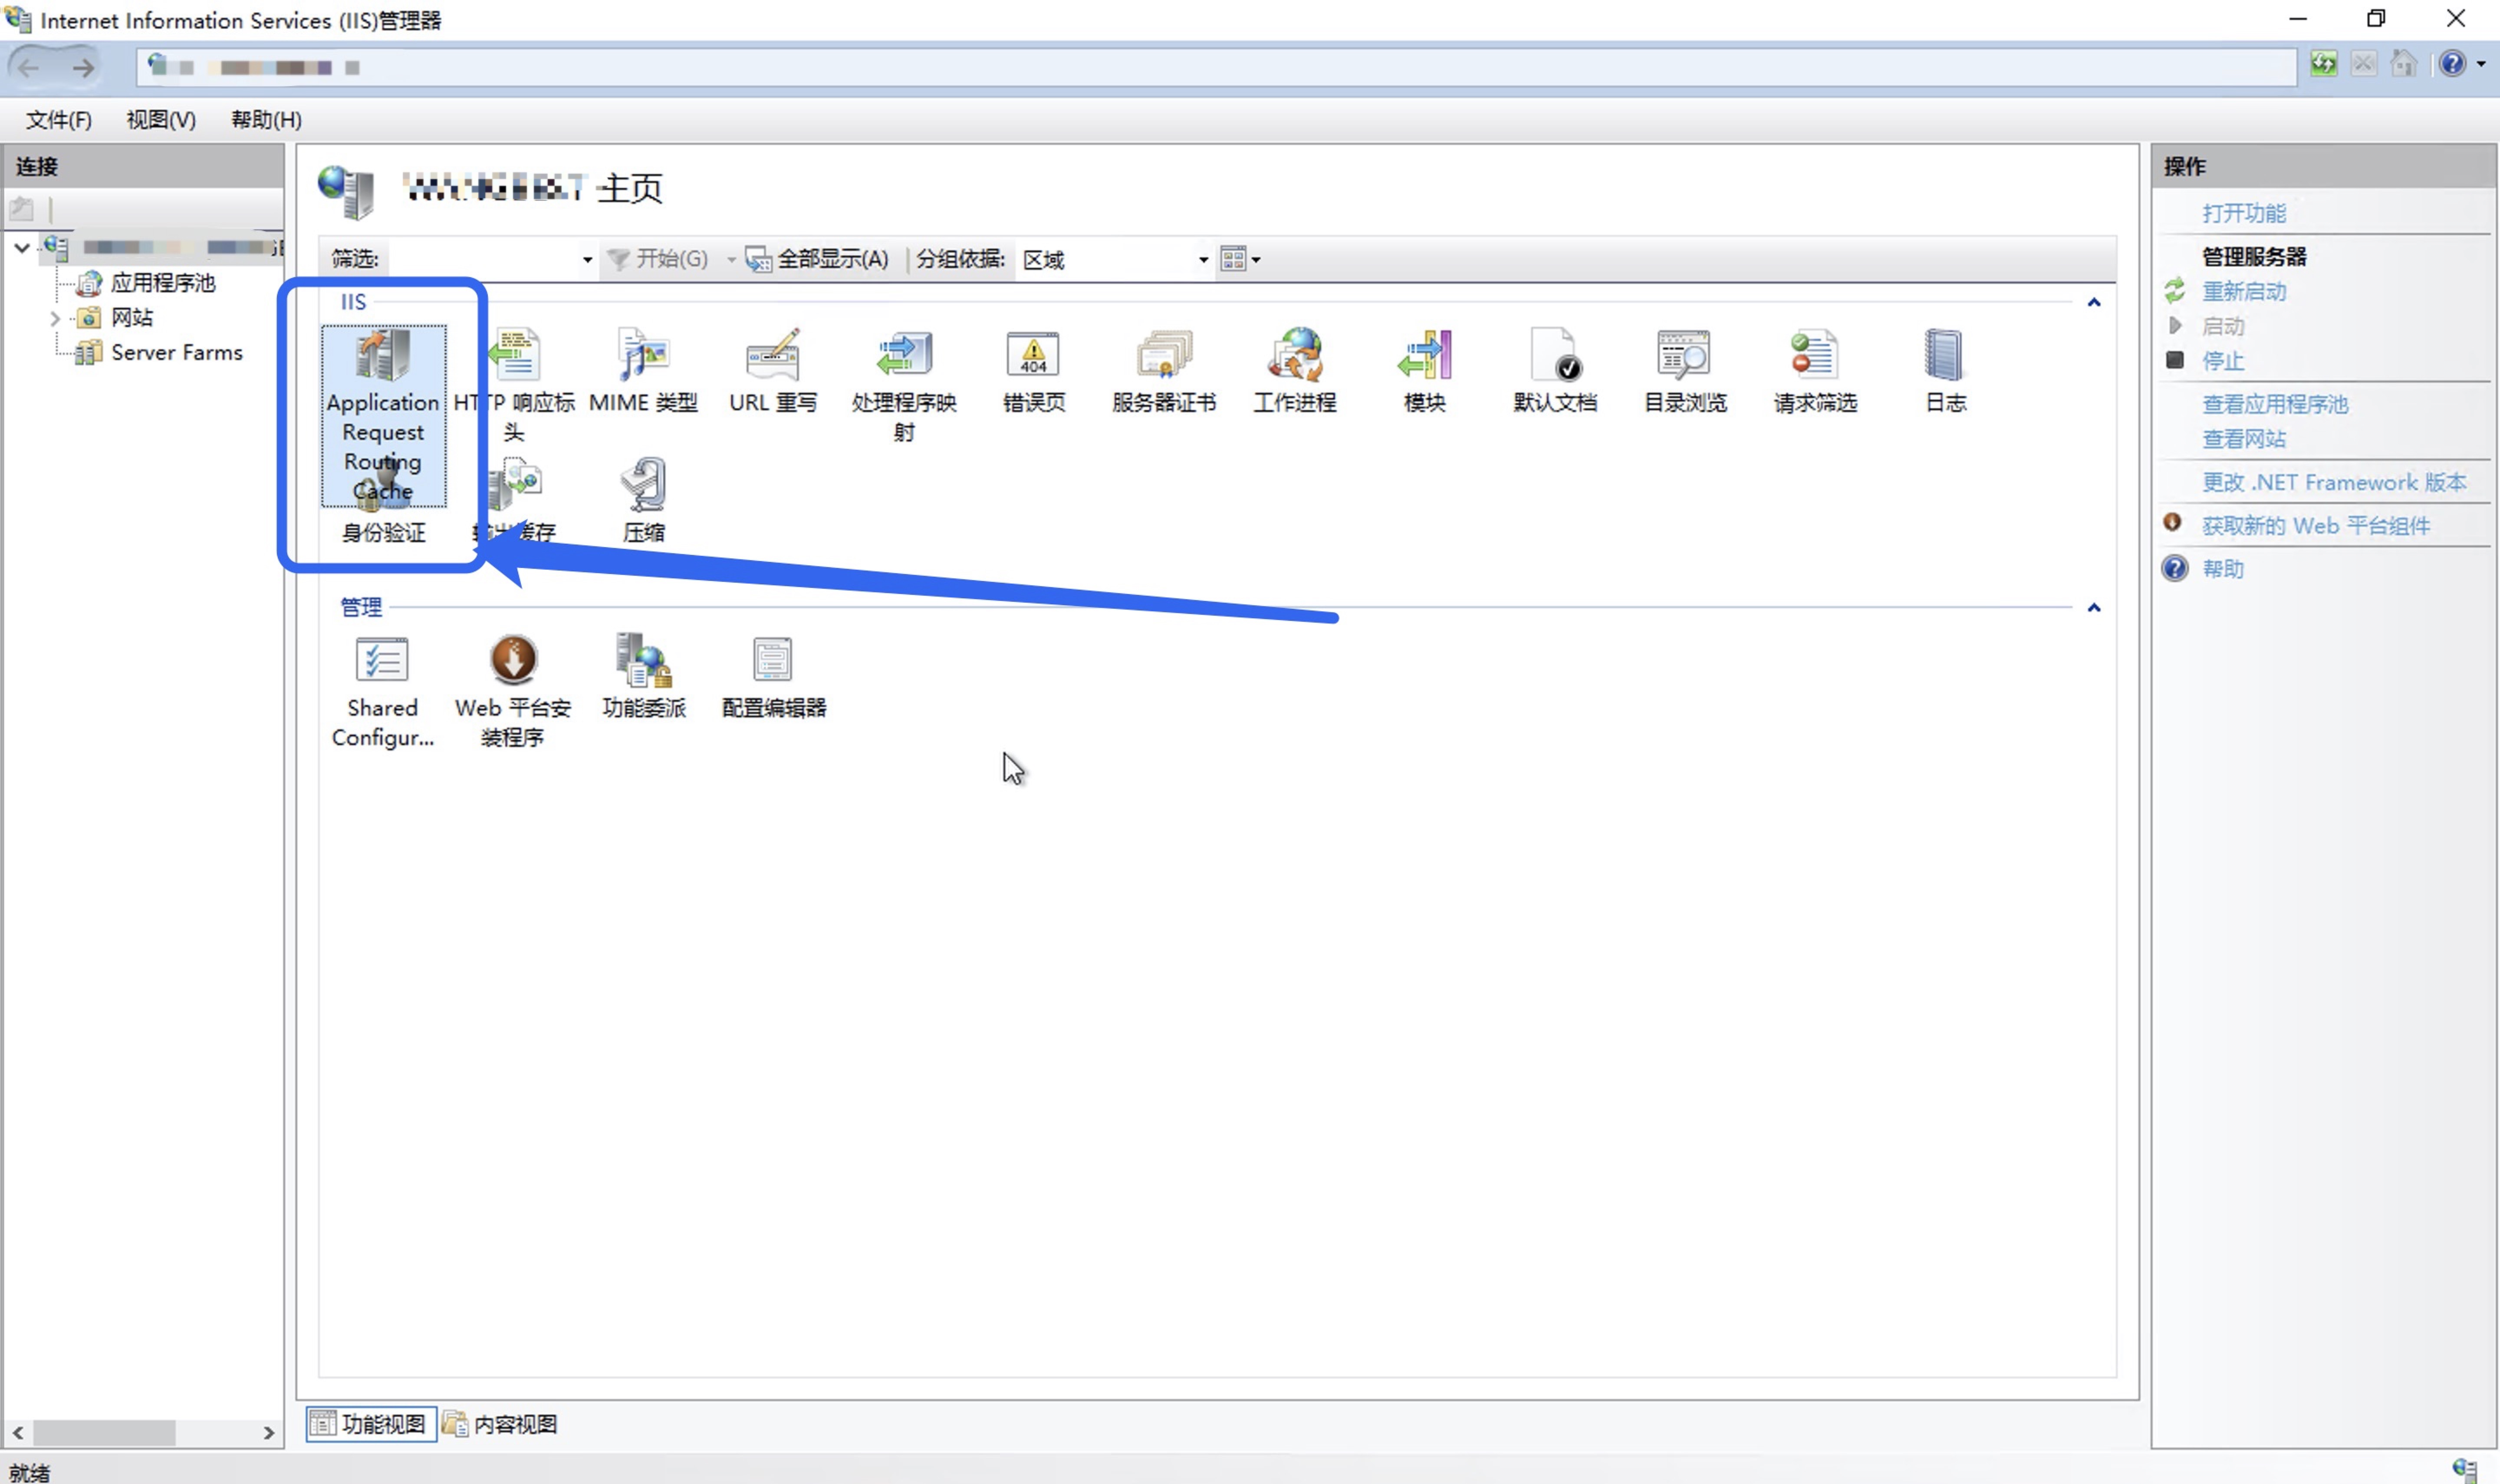 Internet Information Services (IIS)管理器
文件(F) 视图(V) 帮助(H)
连接
应用程序池
网站
Server Farms
主页
筛选: 开始(G) 全部显示(A) 分组依据: 区域
IIS
Application Request Routing Cache
HTTP 响应标头
MIME 类型
URL 重写
处理程序映射
404
错误页
服务器证书
工作进程
模块
默认文档
目录浏览
请求筛选
日志
身份验证
输出缓存
压缩
管理
Shared Configur...
Web 平台安装程序
功能委派
配置编辑器
功能视图
内容视图
操作
打开功能
管理服务器
重新启动
启动
停止
查看应用程序池
查看网站
更改 .NET Framework 版本
获取新的 Web 平台组件
帮助
就绪